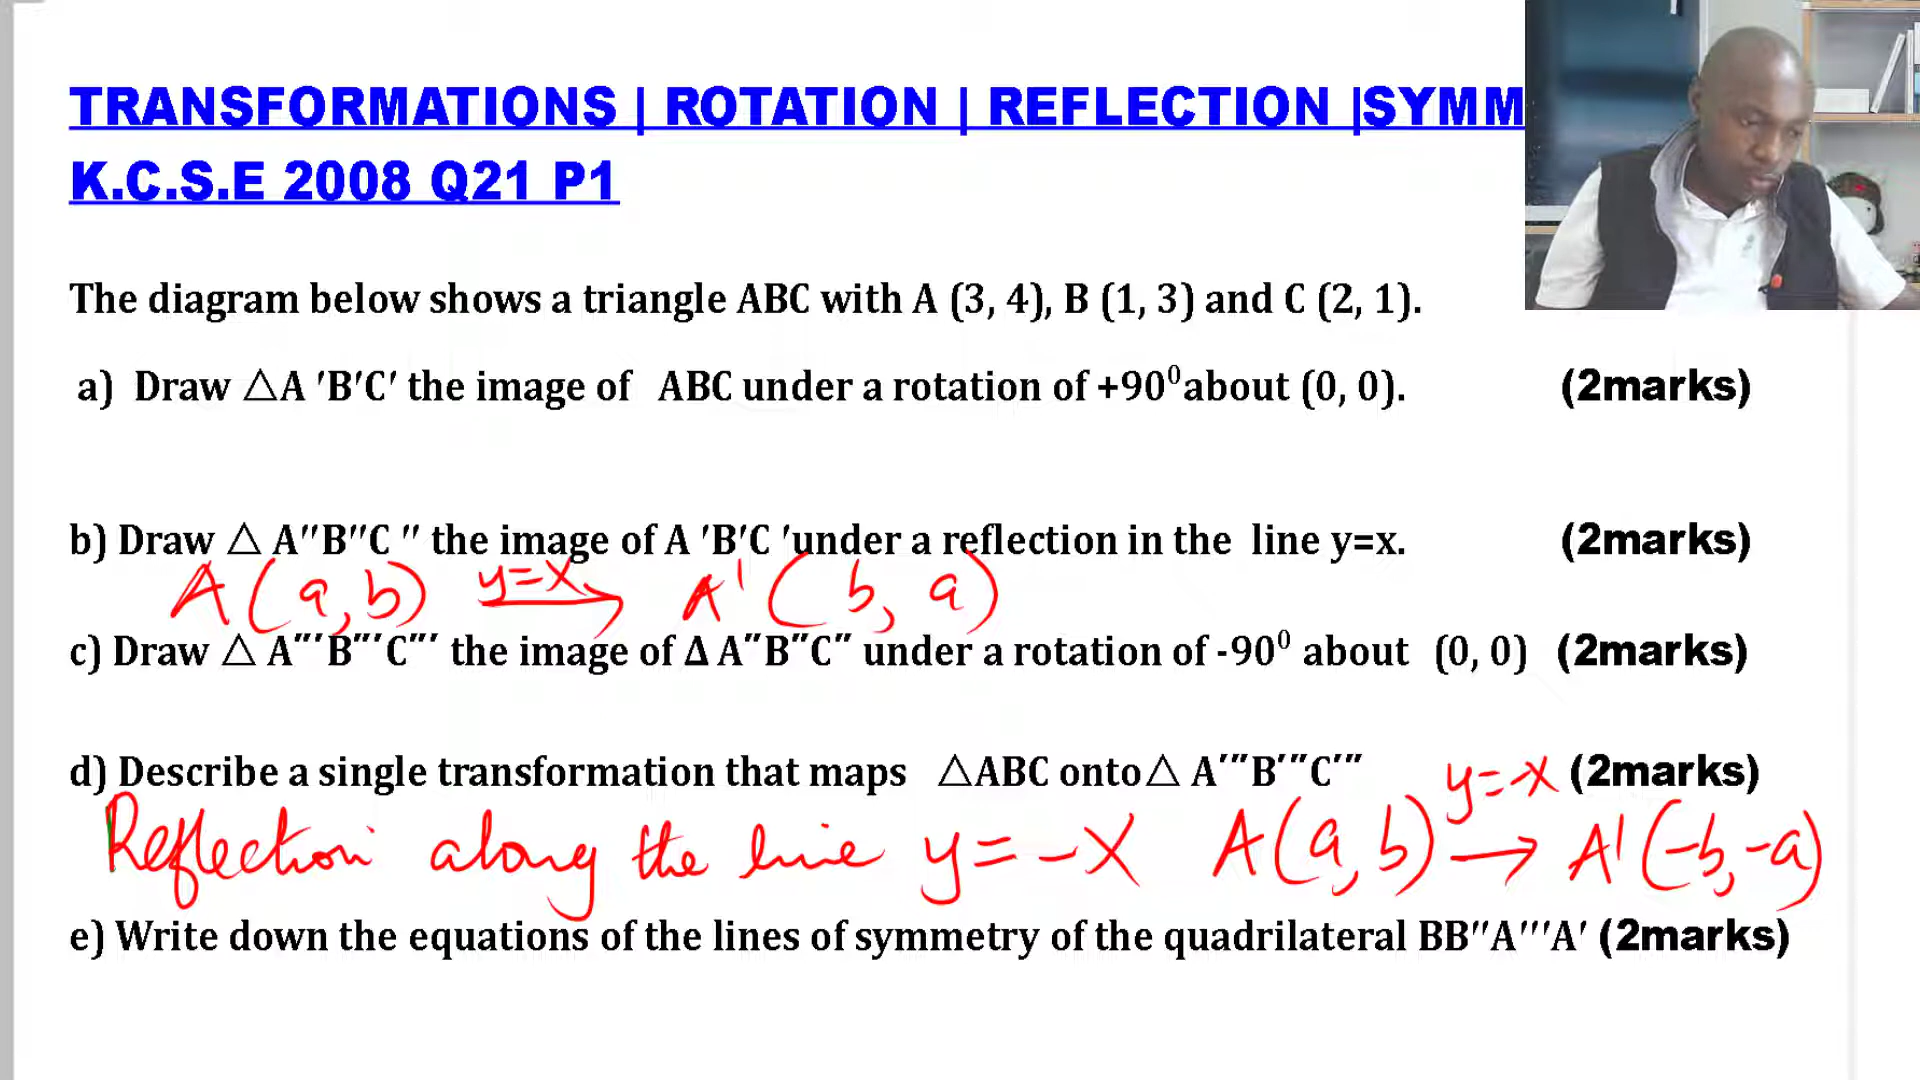 TRANSFORMATIONS | ROTATION | REFLECTION |SYMM
K.C.S.E 2008 Q21 P1
The diagram below shows a triangle ABC with A (3, 4), B (1, 3) and C (2, 1).
a) Draw △A ′B′C′ the image of ABC under a rotation of +90⁰about (0, 0). (2marks)
b) Draw △ A′′B′′C ′′ the image of A ′B′C ′under a reflection in the line y=x. (2marks)
A(a, b) y=x → A'(b, a)
c) Draw △ A′′′B′′′C′′′ the image of Δ A″B″C″ under a rotation of -90⁰ about (0, 0) (2marks)
d) Describe a single transformation that maps △ABC onto△ A′′′B′′′C′′′ (2marks)
Reflection along the line y=-x A(a, b) y=-x → A'(-b, -a)
e) Write down the equations of the lines of symmetry of the quadrilateral BB′′A′′′A′ (2marks)